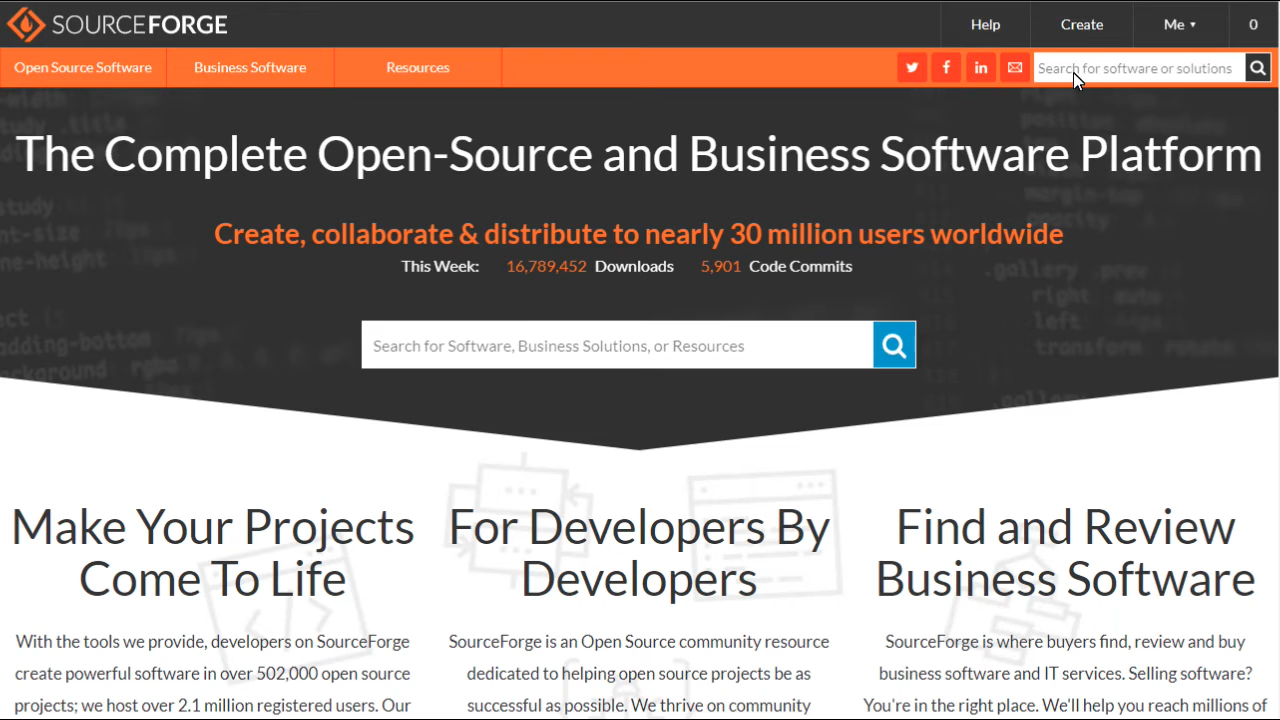 SOURCEFORGE
Help Create Me 0
Open Source Software Business Software Resources Search for software or solutions
The Complete Open-Source and Business Software Platform
Create, collaborate & distribute to nearly 30 million users worldwide
This Week: 16,789,452 Downloads 5,901 Code Commits
Search for Software, Business Solutions, or Resources
Make Your Projects
Come To Life
With the tools we provide, developers on SourceForge
create powerful software in over 502,000 open source
projects; we host over 2.1 million registered users. Our
For Developers By
Developers
SourceForge is an Open Source community resource
dedicated to helping open source projects be as
successful as possible. We thrive on community
Find and Review
Business Software
SourceForge is where buyers find, review and buy
business software and IT services. Selling software?
You're in the right place. We'll help you reach millions of